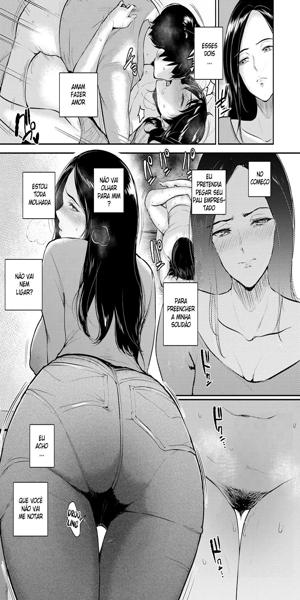 ESSES
DOIS
...
AMAM
FAZER
AMOR
NO
COMEÇO
EU
PRETENDIA
PEGAR SEU
PAU EMPRES-
TADO
PARA
PREENCHER
MINHA
SOLIDÃO
NÃO VAI
OLHAR
PARA MIM
?
ESTOU
TODA
MOLHADA
NÃO VAI
NEM
LIGAR?
EU
ACHO ...
QUE VOCÊ
NÃO VAI
ME NOTAR